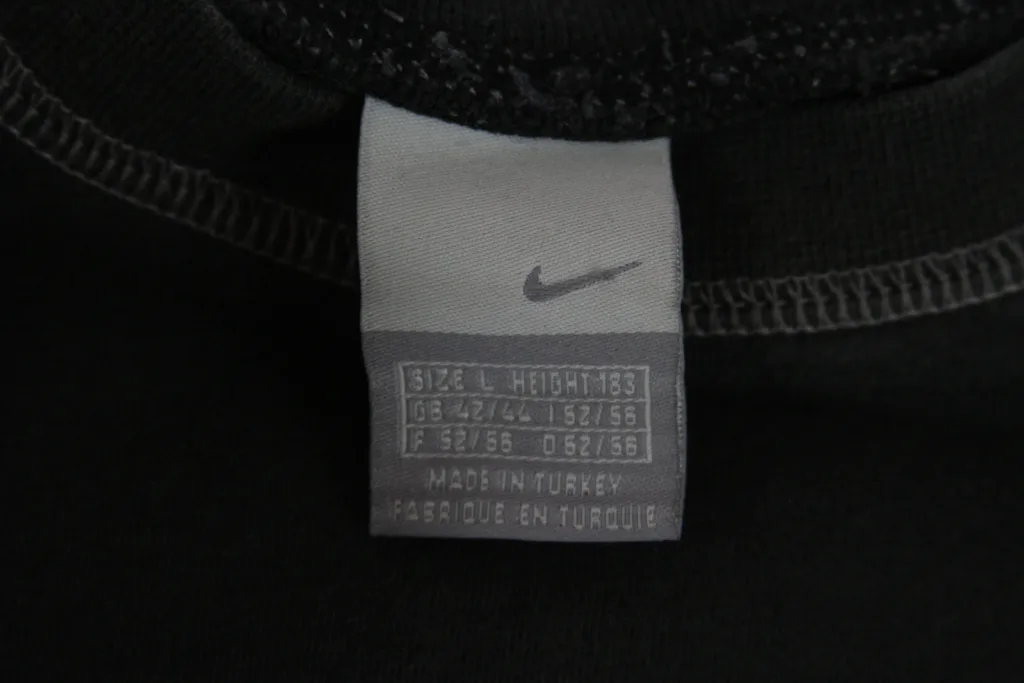 SIZE L HEIGHT 183
GB 42/44 I 52/56
F 52/56 D 52/56
MADE IN TURKEY
FABRIQUE EN TURQUIE